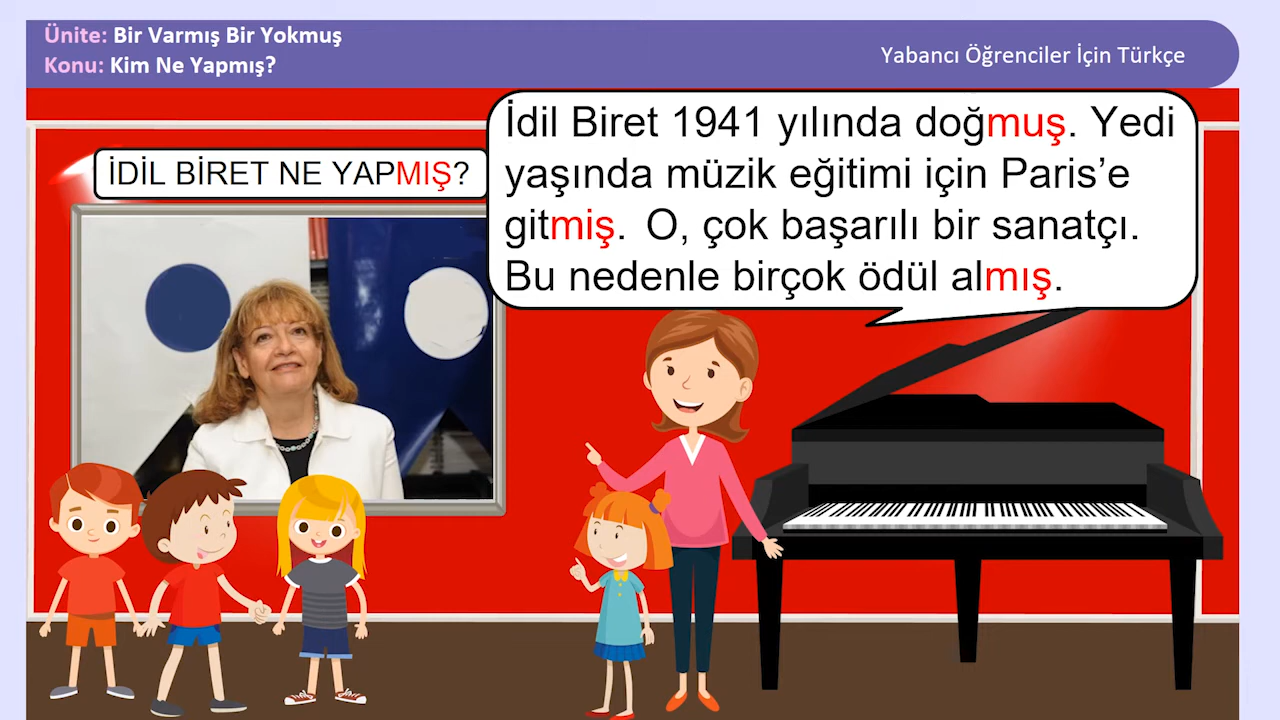 Ünite: Bir Varmış Bir Yokmuş
Konu: Kim Ne Yapmış?
Yabancı Öğrenciler İçin Türkçe
İDİL BİRET NE YAPMIŞ?
İdil Biret 1941 yılında doğmuş. Yedi
yaşında müzik eğitimi için Paris’e
gitmiş. O, çok başarılı bir sanatçı.
Bu nedenle birçok ödül almış.